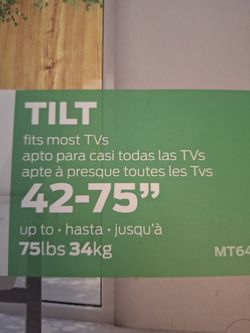 TILT
fits most TVs
apto para casi todas las TVs
apte à presque toutes les Tvs
42-75”
up to • hasta • jusqu'à
75lbs 34kg
MT64